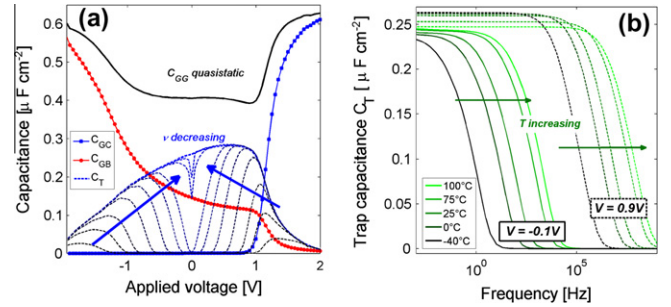 (a)
C_GG quasistatic
ν decreasing
C_GC
C_GB
C_T
Capacitance [μ F cm⁻²]
0.7
0.6
0.5
0.4
0.3
0.2
0.1
0
-1
0
1
2
Applied voltage [V]
(b)
T increasing
100°C
75°C
25°C
0°C
-40°C
V = -0.1V
V = 0.9V
Trap capacitance C_T [μ F cm⁻²]
0.25
0.2
0.15
0.1
0.05
0
10⁰
10⁵
Frequency [Hz]